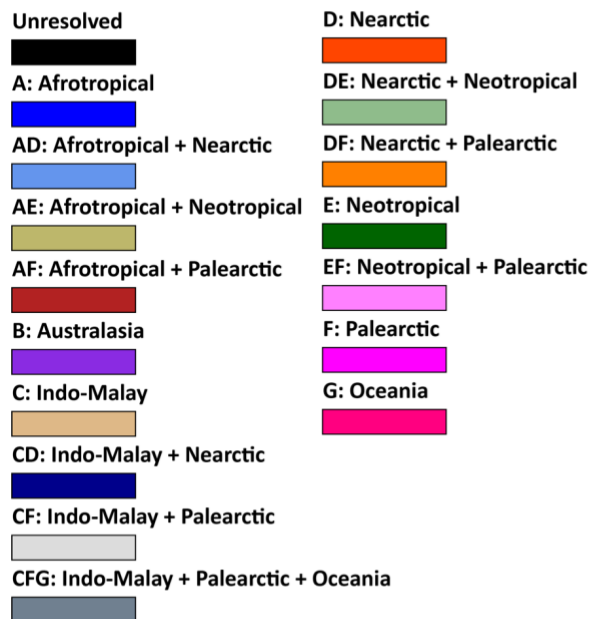 Unresolved
A: Afrotropical
AD: Afrotropical + Nearctic
AE: Afrotropical + Neotropical
AF: Afrotropical + Palearctic
B: Australasia
C: Indo-Malay
CD: Indo-Malay + Nearctic
CF: Indo-Malay + Palearctic
CFG: Indo-Malay + Palearctic + Oceania
D: Nearctic
DE: Nearctic + Neotropical
DF: Nearctic + Palearctic
E: Neotropical
EF: Neotropical + Palearctic
F: Palearctic
G: Oceania